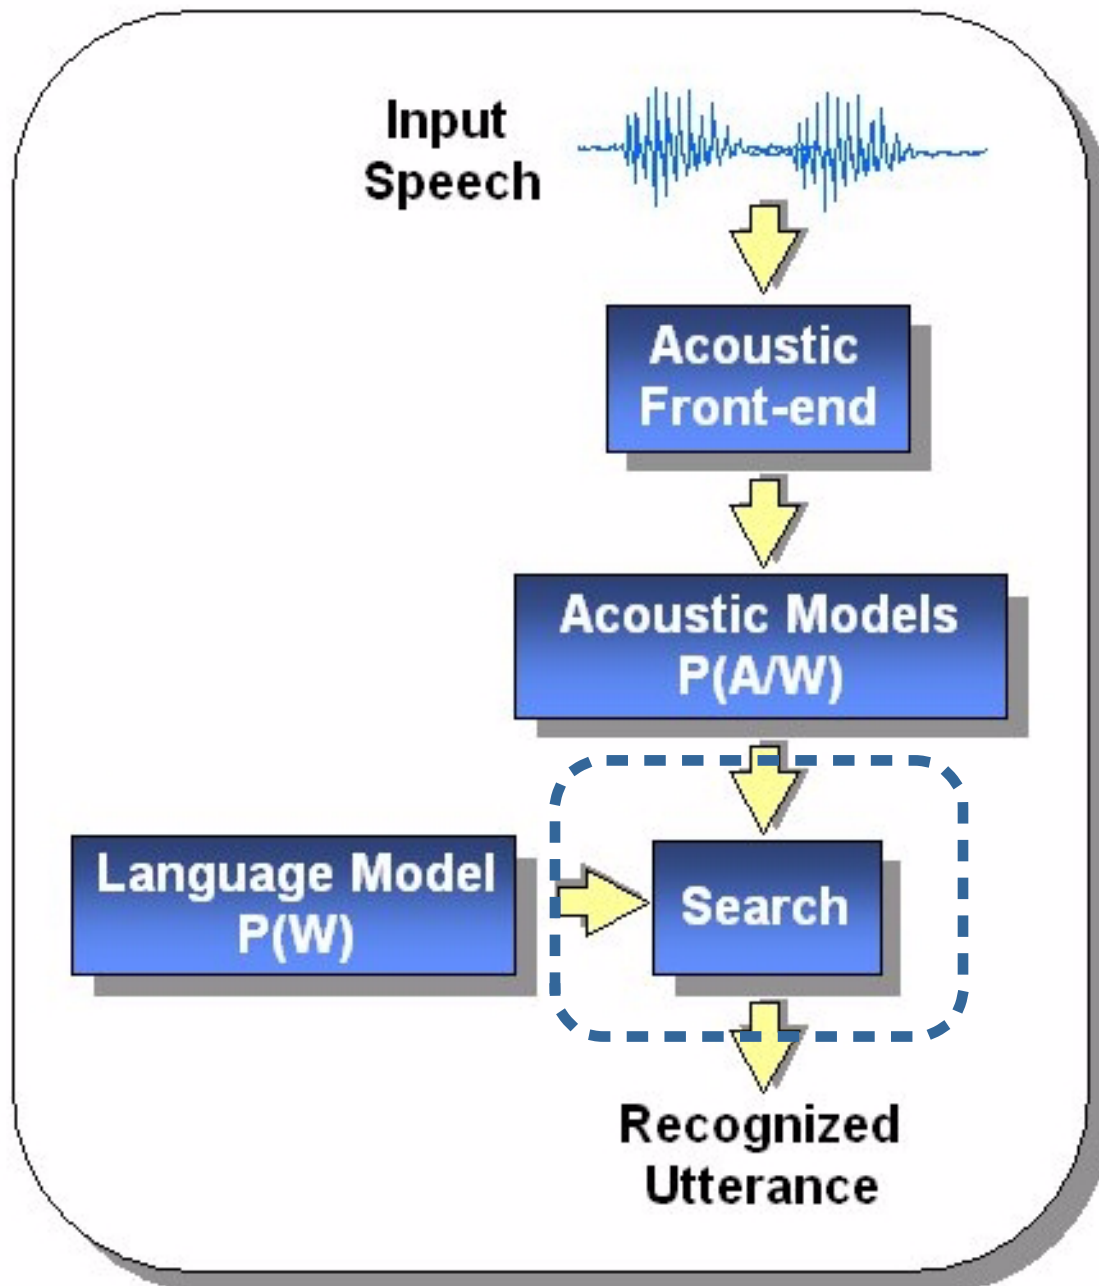 Input
Speech
Acoustic
Front-end
Acoustic Models
P(A/W)
Language Model
P(W)
Search
Recognized
Utterance